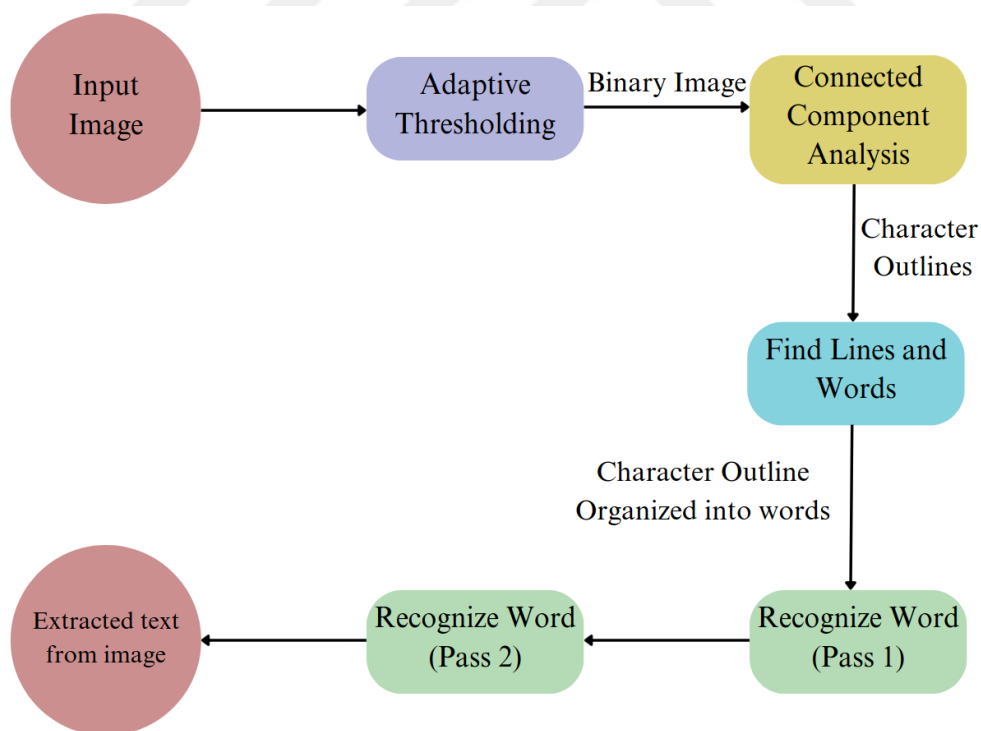 Input
Image
Adaptive
Thresholding
Binary Image
Connected
Component
Analysis
Character
Outlines
Find Lines and
Words
Character Outline
Organized into words
Recognize Word
(Pass 1)
Recognize Word
(Pass 2)
Extracted text
from image